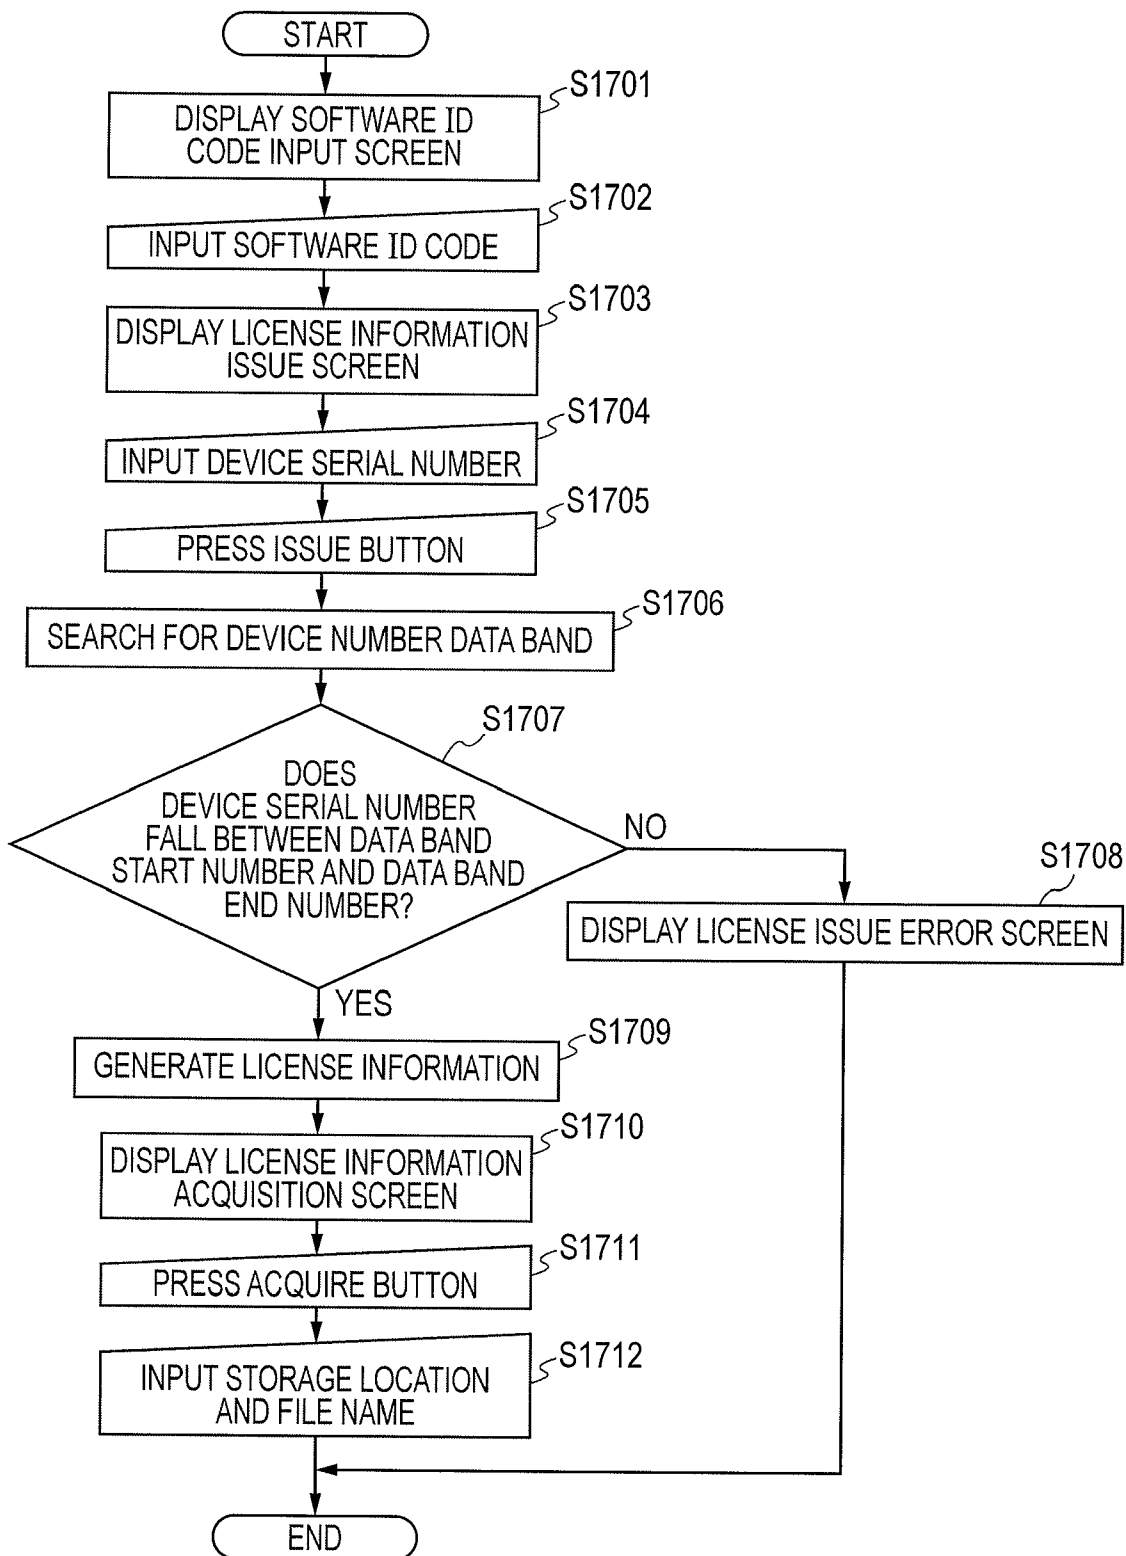 START
S1701
DISPLAY SOFTWARE ID
CODE INPUT SCREEN
S1702
INPUT SOFTWARE ID CODE
S1703
DISPLAY LICENSE INFORMATION
ISSUE SCREEN
S1704
INPUT DEVICE SERIAL NUMBER
S1705
PRESS ISSUE BUTTON
S1706
SEARCH FOR DEVICE NUMBER DATA BAND
S1707
DOES
DEVICE SERIAL NUMBER
FALL BETWEEN DATA BAND
START NUMBER AND DATA BAND
END NUMBER?
NO
S1708
DISPLAY LICENSE ISSUE ERROR SCREEN
YES
S1709
GENERATE LICENSE INFORMATION
S1710
DISPLAY LICENSE INFORMATION
ACQUISITION SCREEN
S1711
PRESS ACQUIRE BUTTON
S1712
INPUT STORAGE LOCATION
AND FILE NAME
END